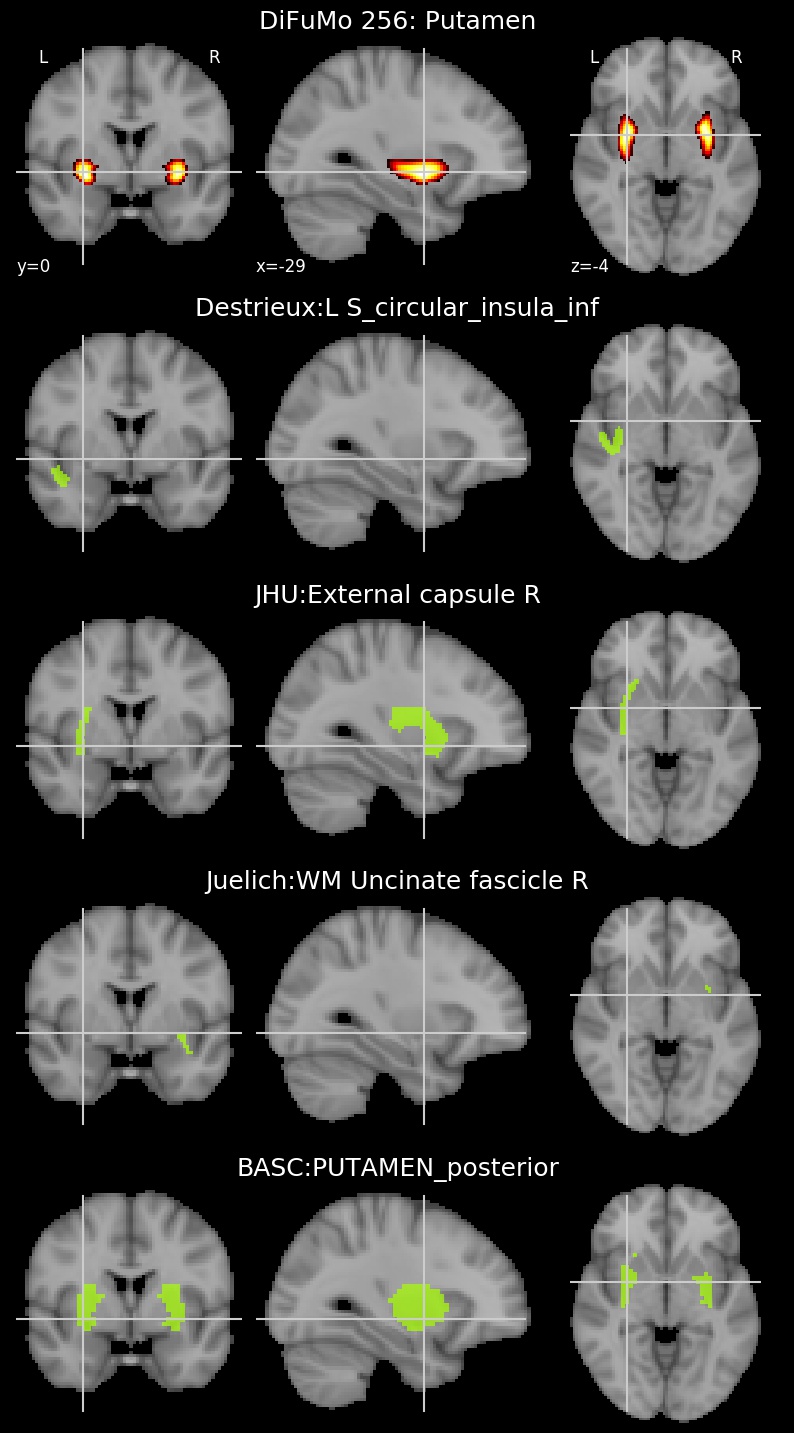 DiFuMo 256: Putamen
L R L R
y=0 x=-29 z=-4
Destrieux:L S_circular_insula_inf
JHU:External capsule R
Juelich:WM Uncinate fascicle R
BASC:PUTAMEN_posterior